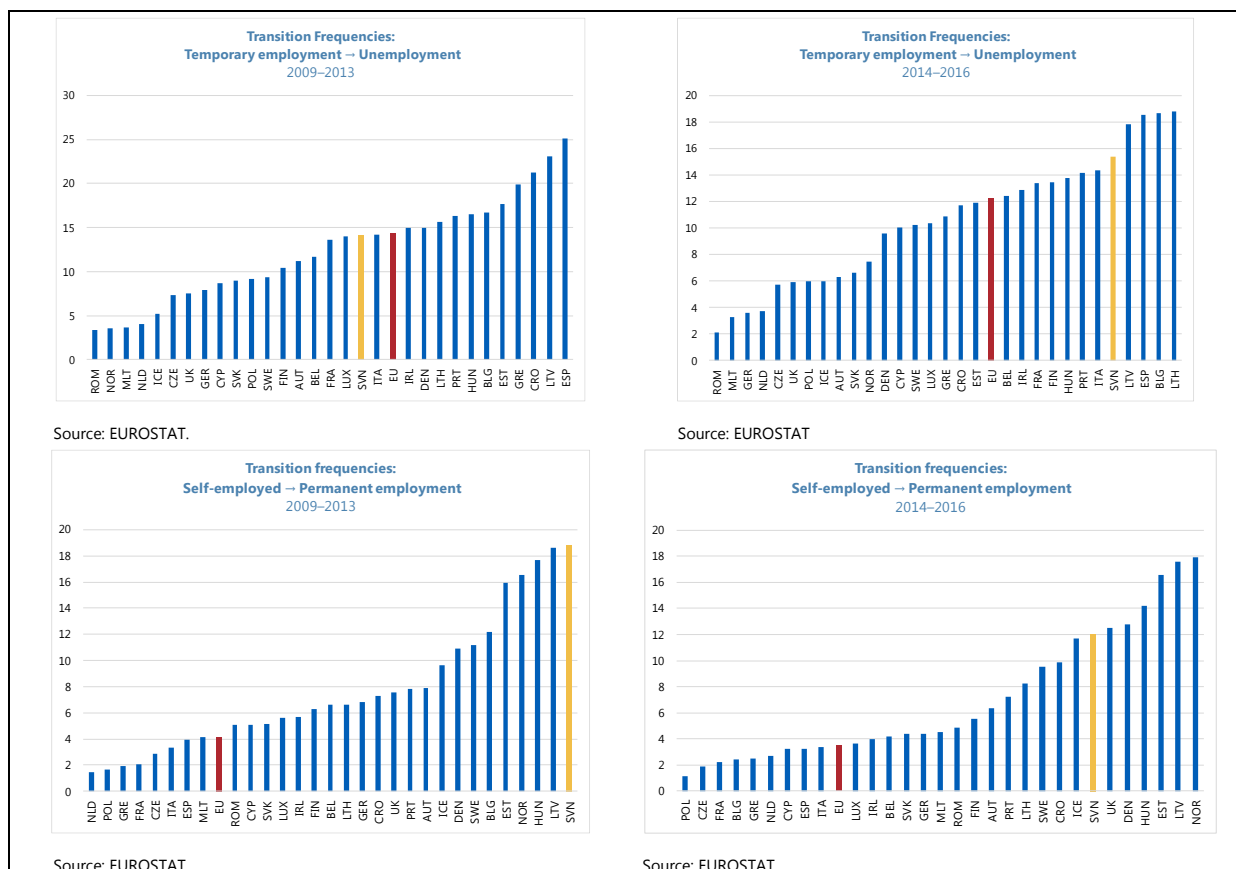 Transition Frequencies:
Temporary employment → Unemployment
2009–2013
30
25
20
15
10
5
0
ROM NOR MLT NLD ICE CZE UK GER CYP SVK POL SWE FIN AUT BEL FRA LUX SVN ITA EU IRL DEN LTH PRT HUN BLG EST GRE CRO LTV ESP
Source: EUROSTAT.
Transition Frequencies:
Temporary employment → Unemployment
2014–2016
20
18
16
14
12
10
8
6
4
2
0
ROM MLT GER NLD CZE UK POL ICE AUT SVK NOR DEN CYP SWE LUX GRE CRO EST EU BEL IRL FRA FIN HUN PRT ITA SVN LTV ESP BLG LTH
Source: EUROSTAT
Transition frequencies:
Self-employed → Permanent employment
2009–2013
20
18
16
14
12
10
8
6
4
2
0
NLD POL GRE FRA CZE ITA ESP MLT EU ROM CYP SVK LUX IRL FIN BEL LTH GER CRO UK PRT AUT ICE DEN SWE BLG EST NOR HUN LTV SVN
Source: EUROSTAT
Transition frequencies:
Self-employed → Permanent employment
2014–2016
20
18
16
14
12
10
8
6
4
2
0
POL CZE FRA BLG GRE NLD CYP ESP ITA EU LUX IRL BEL SVK GER MLT ROM FIN AUT PRT LTH SWE CRO ICE SVN UK DEN HUN EST LTV NOR
Source: EUROSTAT